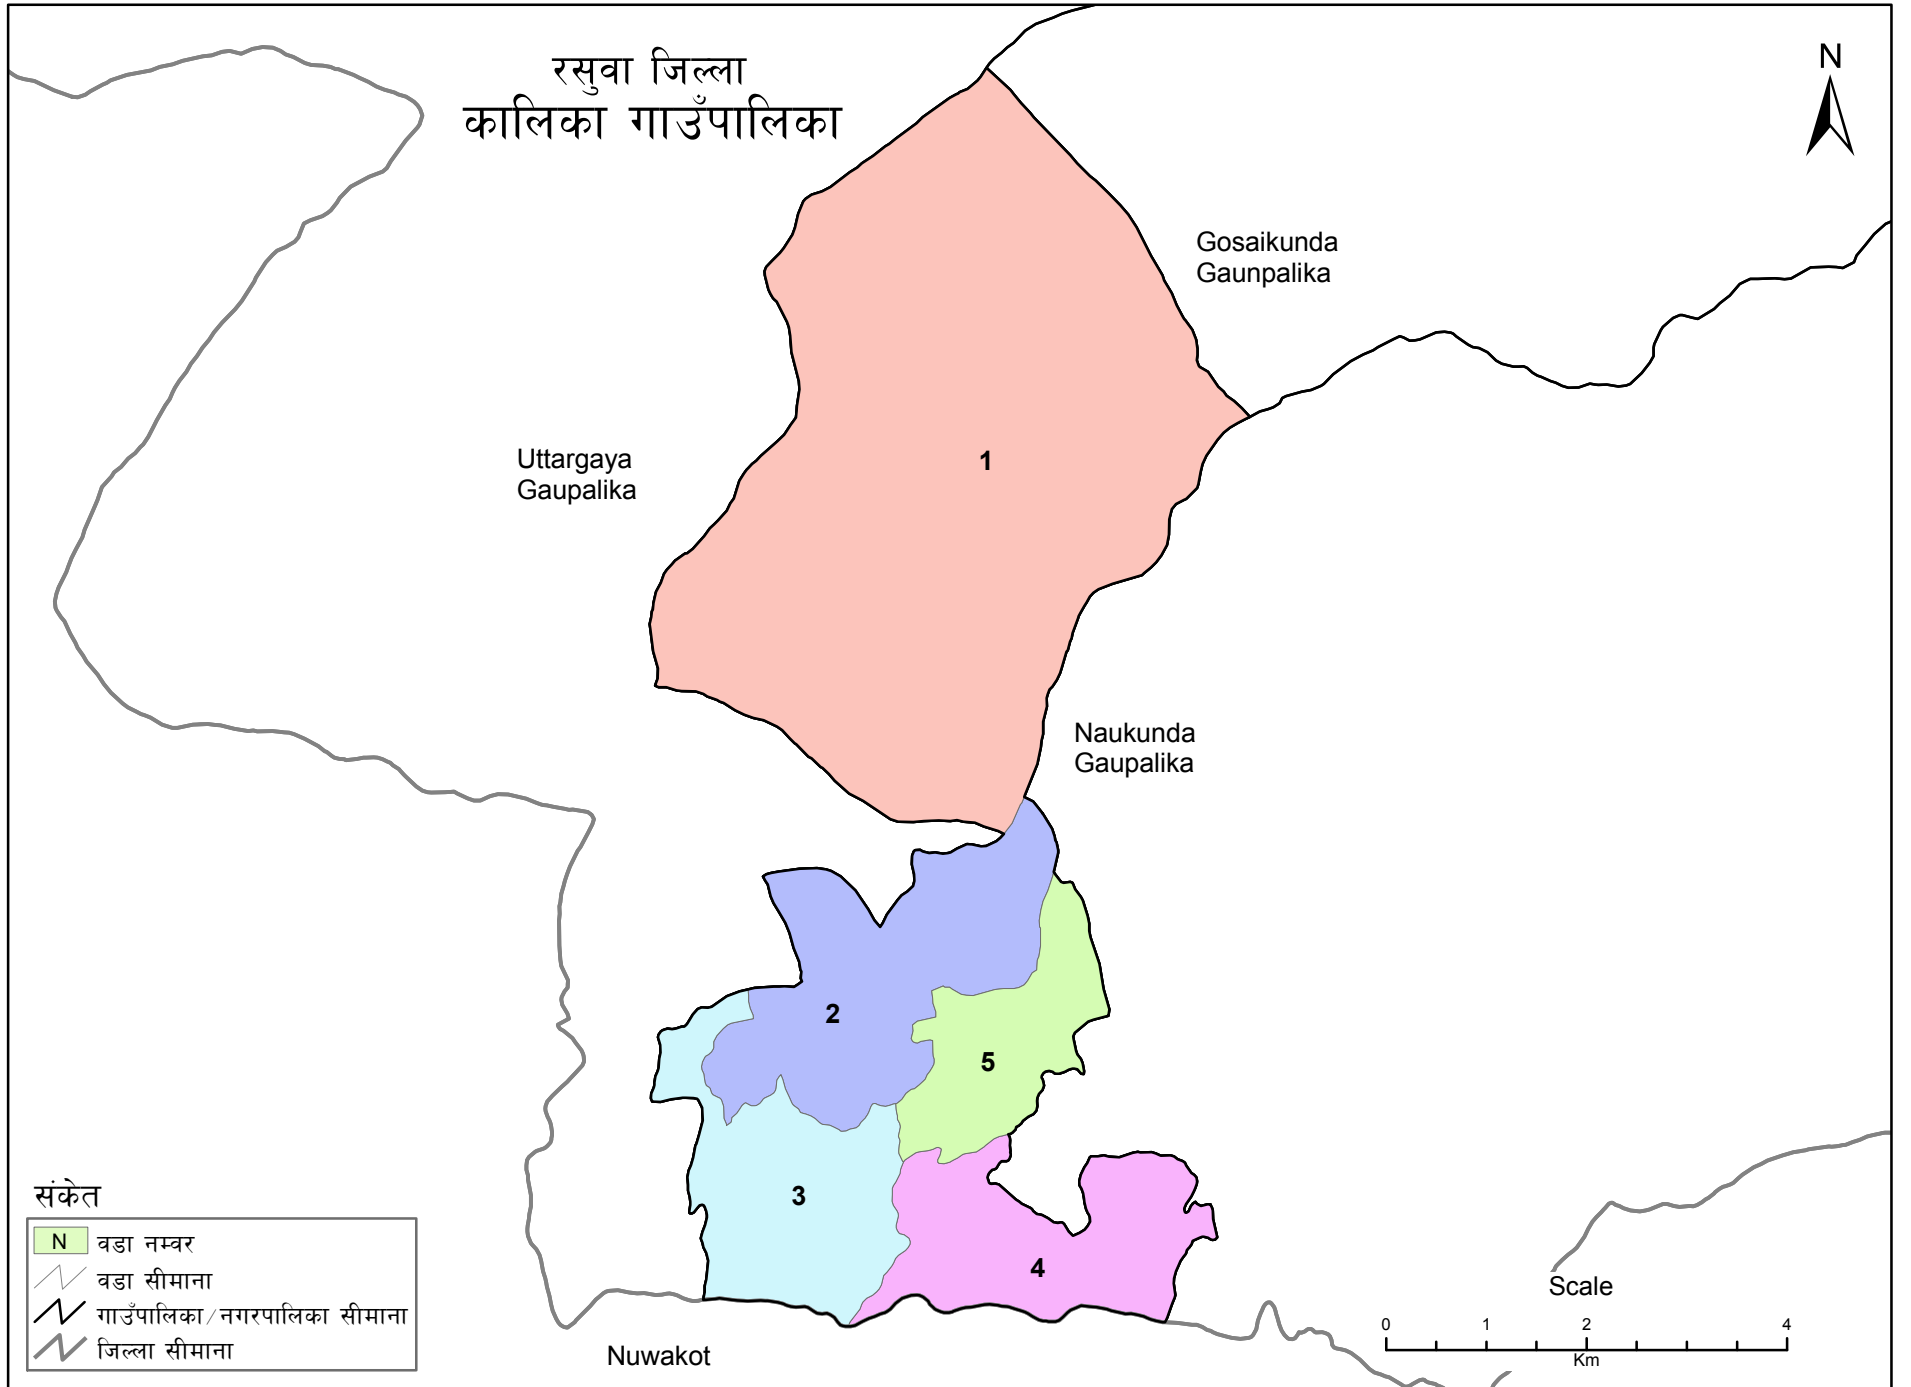 रसुवा जिल्ला
कालिका गाउँपालिका
N
Gosaikunda
Gaunpalika
1
Uttargaya
Gaupalika
Naukunda
Gaupalika
2
5
3
4
संकेत
N वडा नम्वर
वडा सीमाना
गाउँपालिका/नगरपालिका सीमाना
जिल्ला सीमाना
Nuwakot
Scale
0 1 2 4
Km